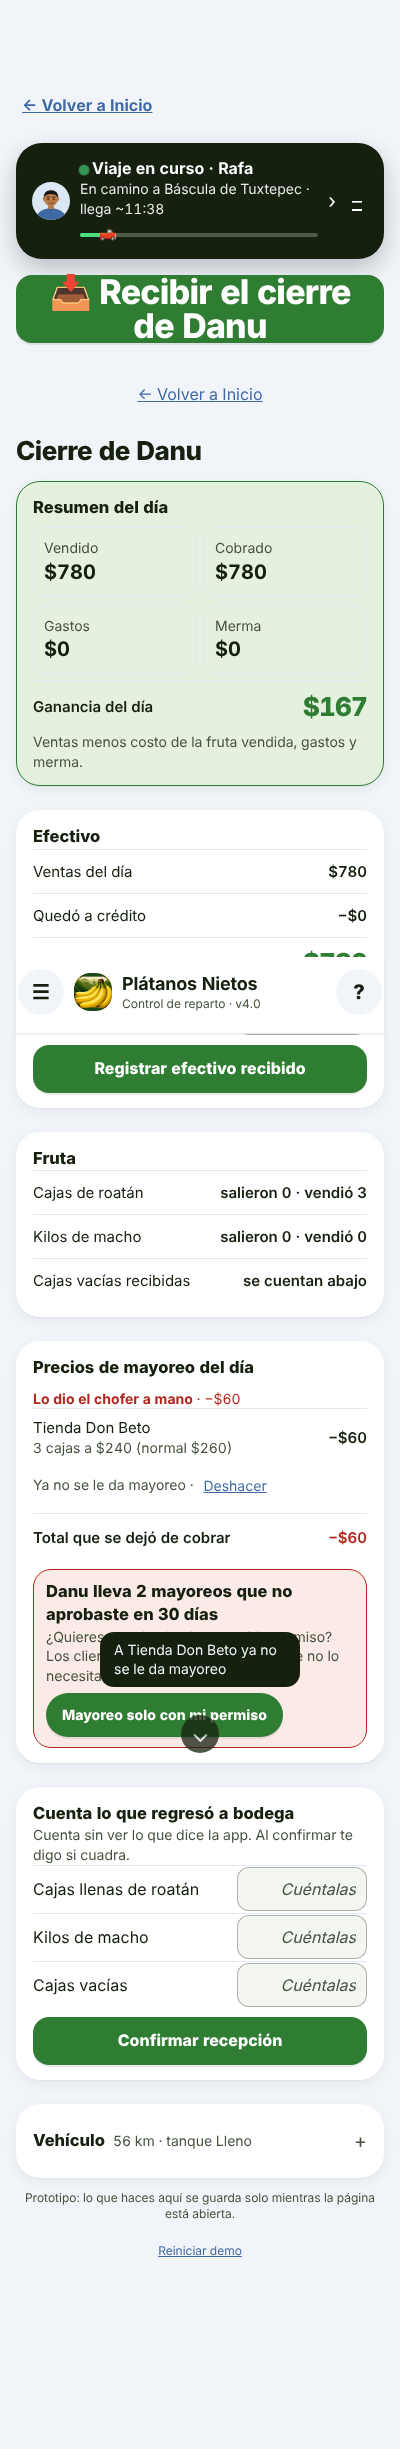 ← Volver a Inicio
Viaje en curso · Rafa
En camino a Báscula de Tuxtepec ·
llega ~11:38
📥 Recibir el cierre
de Danu
← Volver a Inicio
Cierre de Danu
Resumen del día
Vendido
$780
Cobrado
$780
Gastos
$0
Merma
$0
Ganancia del día
$167
Ventas menos costo de la fruta vendida, gastos y
merma.
Efectivo
Ventas del día
$780
Quedó a crédito
−$0
Plátanos Nietos
Control de reparto · v4.0
?
Registrar efectivo recibido
Fruta
Cajas de roatán
salieron 0 · vendió 3
Kilos de macho
salieron 0 · vendió 0
Cajas vacías recibidas
se cuentan abajo
Precios de mayoreo del día
Lo dio el chofer a mano · −$60
Tienda Don Beto
3 cajas a $240 (normal $260)
−$60
Ya no se le da mayoreo · Deshacer
Total que se dejó de cobrar
−$60
Danu lleva 2 mayoreos que no
aprobaste en 30 días
no lo
A Tienda Don Beto ya no
se le da mayoreo
Mayoreo solo con mi permiso
Cuenta lo que regresó a bodega
Cuenta sin ver lo que dice la app. Al confirmar te
digo si cuadra.
Cajas llenas de roatán
Cuéntalas
Kilos de macho
Cuéntalas
Cajas vacías
Cuéntalas
Confirmar recepción
Vehículo 56 km · tanque Lleno
+
Prototipo: lo que haces aquí se guarda solo mientras la página
está abierta.
Reiniciar demo